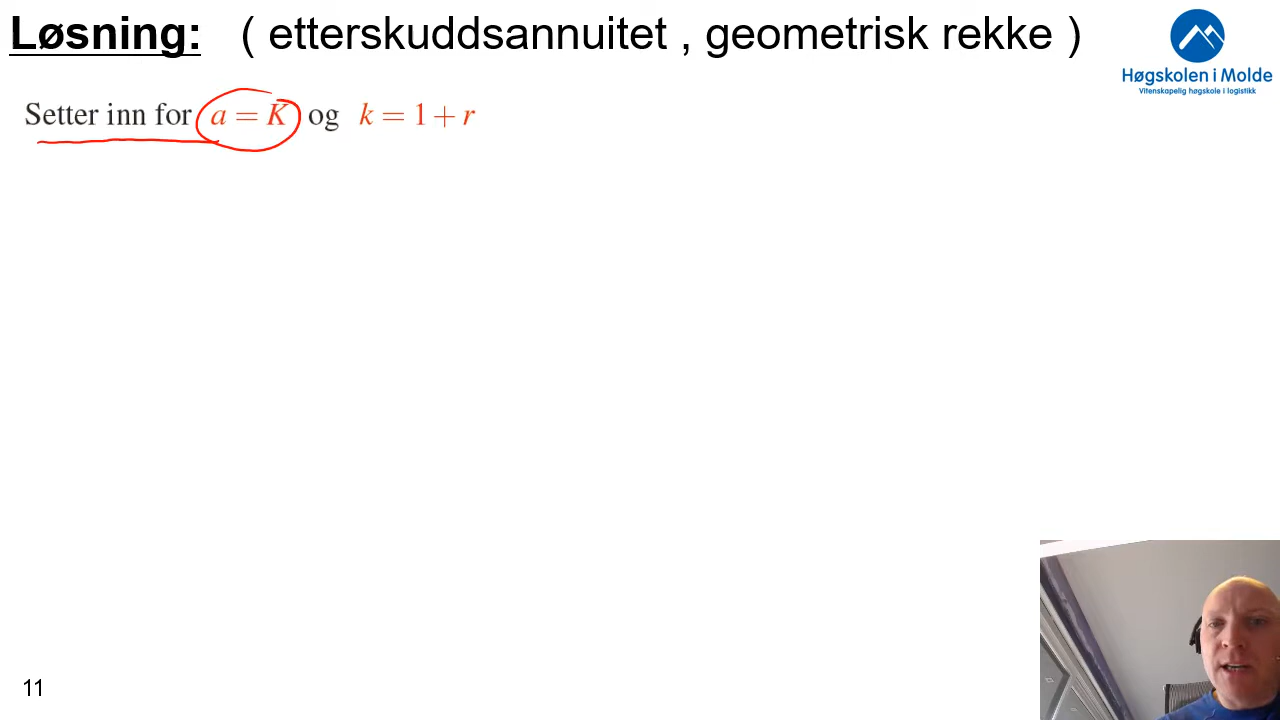 Løsning: ( etterskuddsannuitet , geometrisk rekke )
Høgskolen i Molde
Vitenskapelig høgskole i logistikk
Setter inn for a = K og k = 1 + r
11